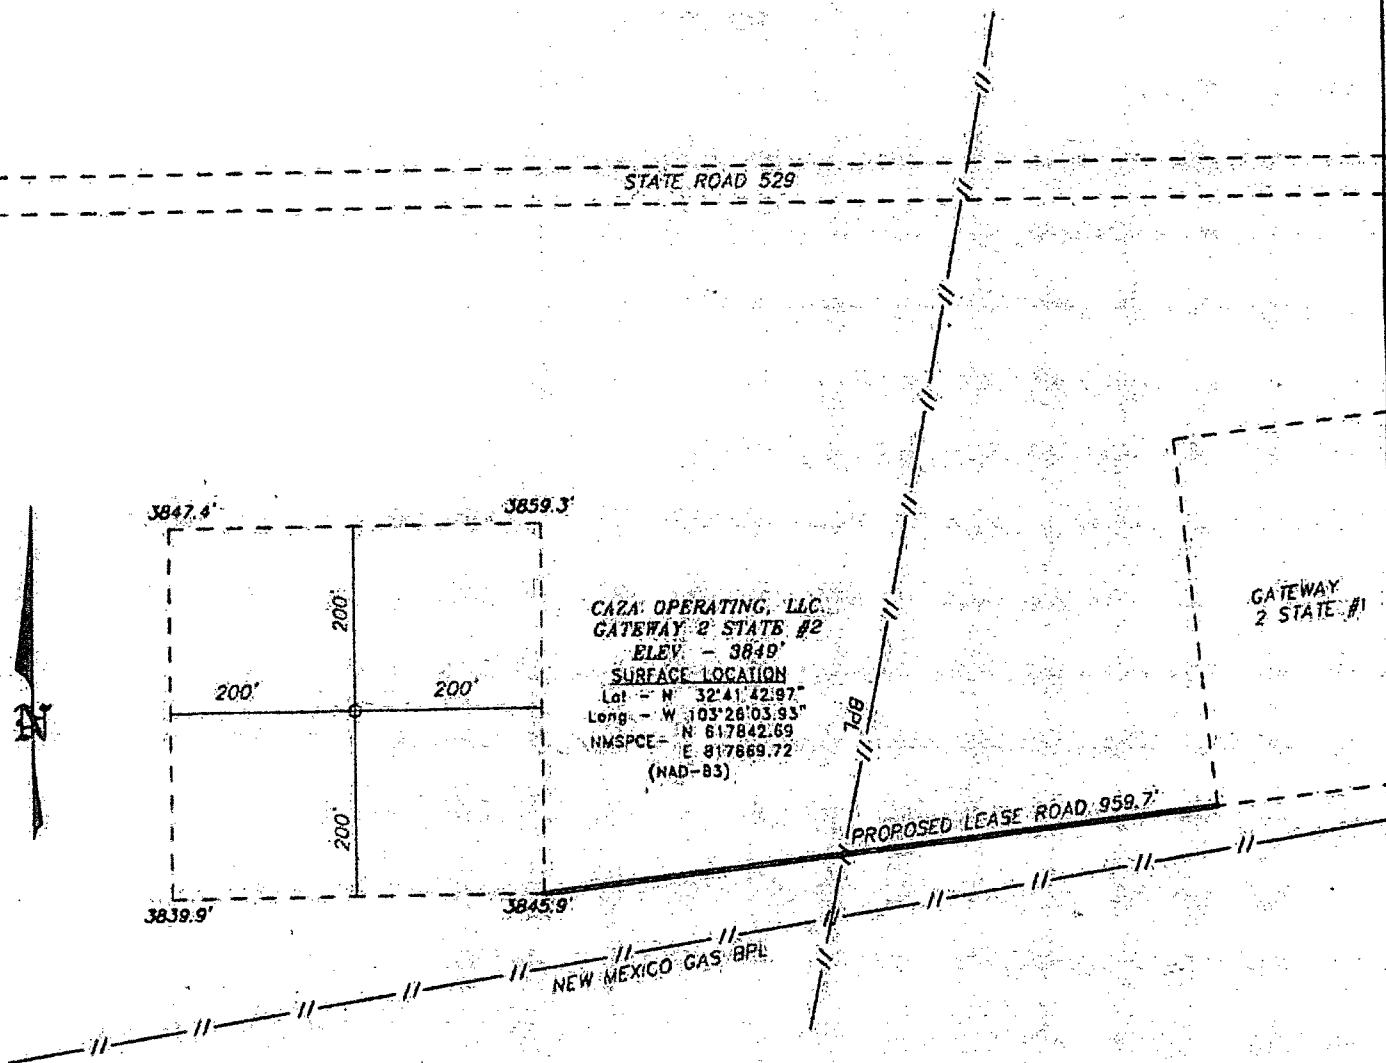 STATE ROAD 529
3847.4'
3859.3'
200'
200'
200'
200'
CAZA OPERATING, LLC.
GATEWAY 2 STATE #2
ELEV. - 3849'
SURFACE LOCATION
Lat - N 32°41'42.97"
Long - W 103°26'03.93"
NMSPCE- N 617842.69
E 817669.72
(NAD-83)
GATEWAY
2 STATE #1
BPL
PROPOSED LEASE ROAD 959.7'
3839.9'
3845.9'
NEW MEXICO GAS BPL
N